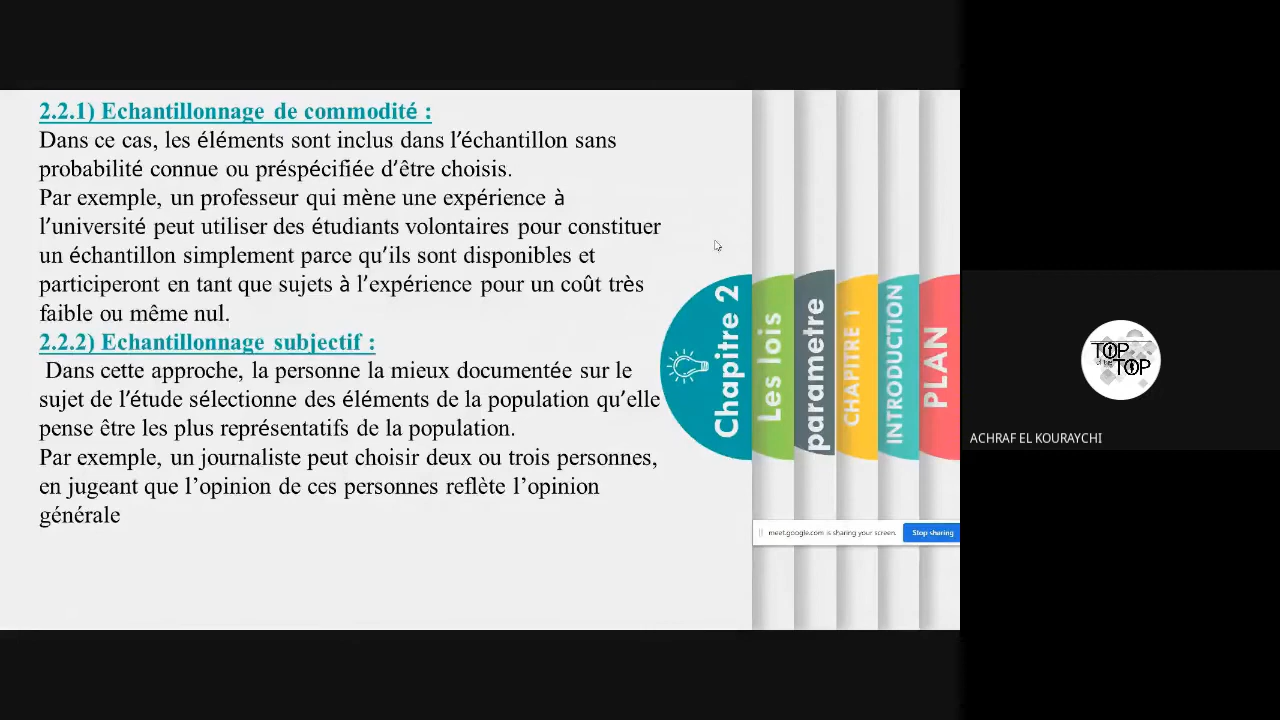 2.2.1) Echantillonnage de commodité :
Dans ce cas, les éléments sont inclus dans l’échantillon sans
probabilité connue ou préspécifiée d’être choisis.
Par exemple, un professeur qui mène une expérience à
l’université peut utiliser des étudiants volontaires pour constituer
un échantillon simplement parce qu’ils sont disponibles et
participeront en tant que sujets à l’expérience pour un coût très
faible ou même nul.
2.2.2) Echantillonnage subjectif :
Dans cette approche, la personne la mieux documentée sur le
sujet de l’étude sélectionne des éléments de la population qu’elle
pense être les plus représentatifs de la population.
Par exemple, un journaliste peut choisir deux ou trois personnes,
en jugeant que l’opinion de ces personnes reflète l’opinion
générale
Chapitre 2
Les lois
parametre
CHAPITRE 1
INTRODUCTION
PLAN
meet.google.com is sharing your screen.
Stop sharing
TOP
of the
TOP
ACHRAF EL KOURAYCHI